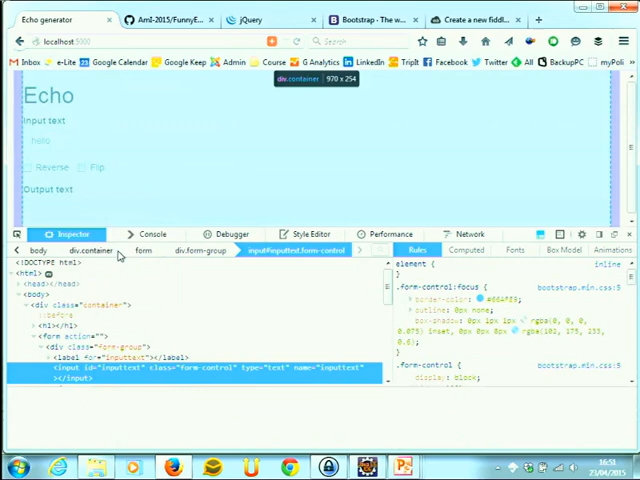 Echo generator
AmI-2015/FunnyE...
jQuery
Bootstrap · The w...
Create a new fiddl...
localhost:5000
Search
Inbox
e-Lite
Google Calendar
Google Keep
Admin
Course
G Analytics
LinkedIn
TripIt
Facebook
Twitter
All
BackupPC
myPoli
div.container | 970 x 254
Echo
Input text
hello
Reverse Flip
Output text
Inspector
Console
Debugger
Style Editor
Performance
Network
body
div.container
form
div.form-group
input#inputtext.form-control
Rules
Computed
Fonts
Box Model
Animations
<!DOCTYPE html>
<html>
<head></head>
<body>
<div class="container">
::before
<h1></h1>
<form action="">
<div class="form-group">
<label for="inputtext"></label>
<input id="inputtext" class="form-control" type="text" name="inputtext"
></input>
element { inline
}
.form-control:focus { bootstrap.min.css:5
border-color: #66AFE9;
outline: 0px none;
box-shadow: 0px 1px 1px rgba(0, 0, 0,
0.075) inset, 0px 0px 8px rgba(102, 175, 233,
0.6);
}
.form-control { bootstrap.min.css:5
display: block;
16:51
23/04/2015